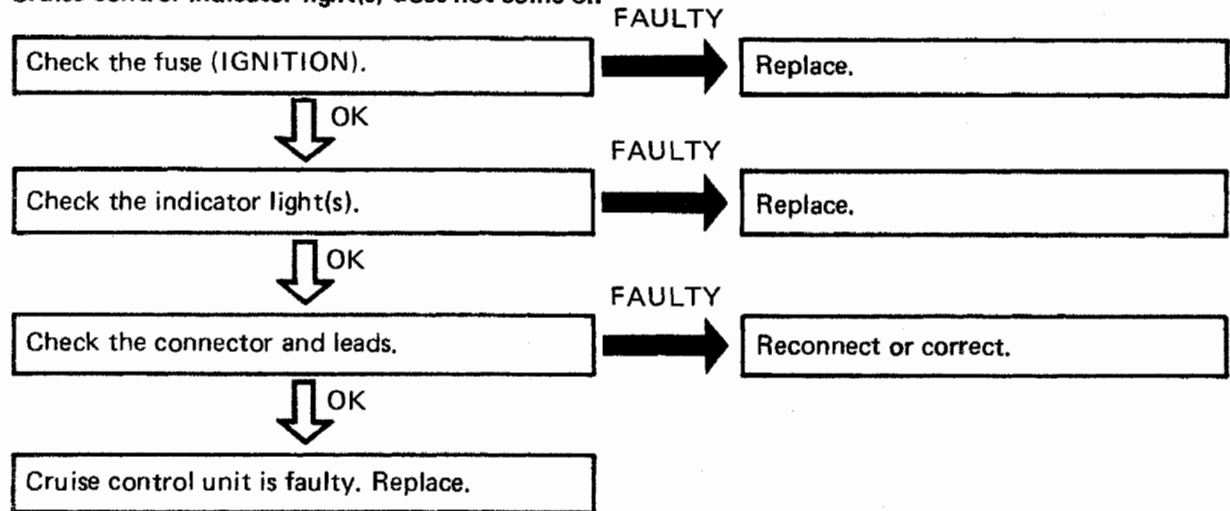 Cruise control indicator light(s) does not come on
FAULTY
Check the fuse (IGNITION).
Replace.
OK
FAULTY
Check the indicator light(s).
Replace.
OK
FAULTY
Check the connector and leads.
Reconnect or correct.
OK
Cruise control unit is faulty. Replace.